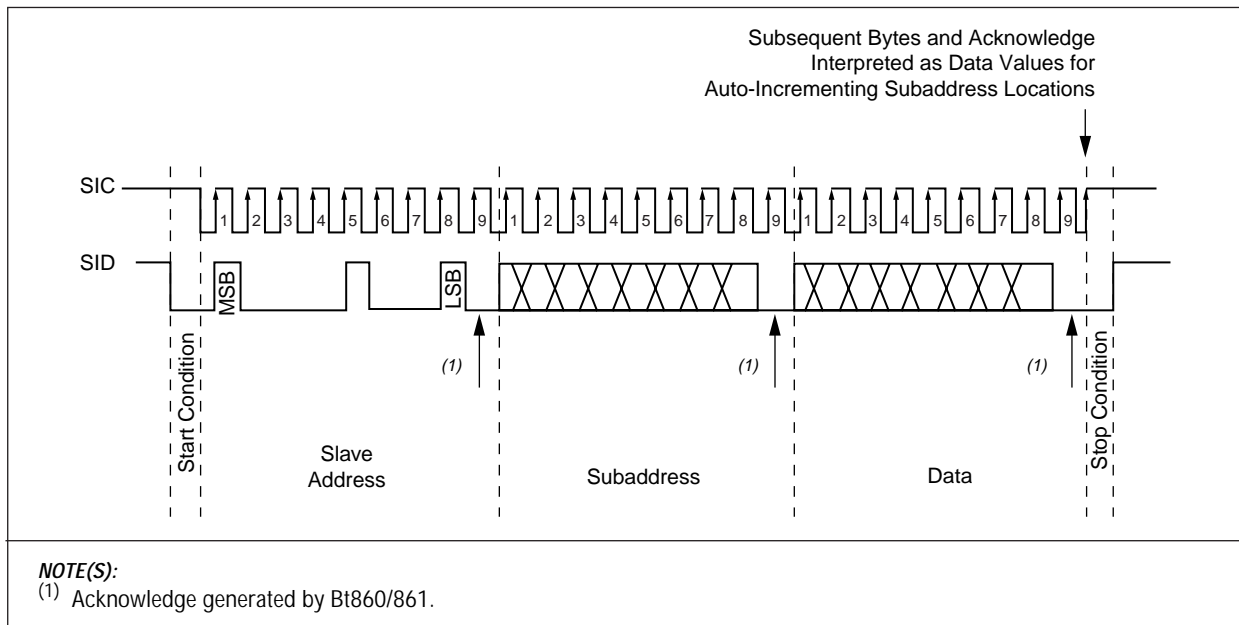 Subsequent Bytes and Acknowledge
Interpreted as Data Values for
Auto-Incrementing Subaddress Locations
SIC
1 2 3 4 5 6 7 8 9 1 2 3 4 5 6 7 8 9 1 2 3 4 5 6 7 8 9
SID
MSB
LSB
(1) (1) (1)
Start Condition
Stop Condition
Slave
Address
Subaddress
Data
NOTE(S):
(1) Acknowledge generated by Bt860/861.